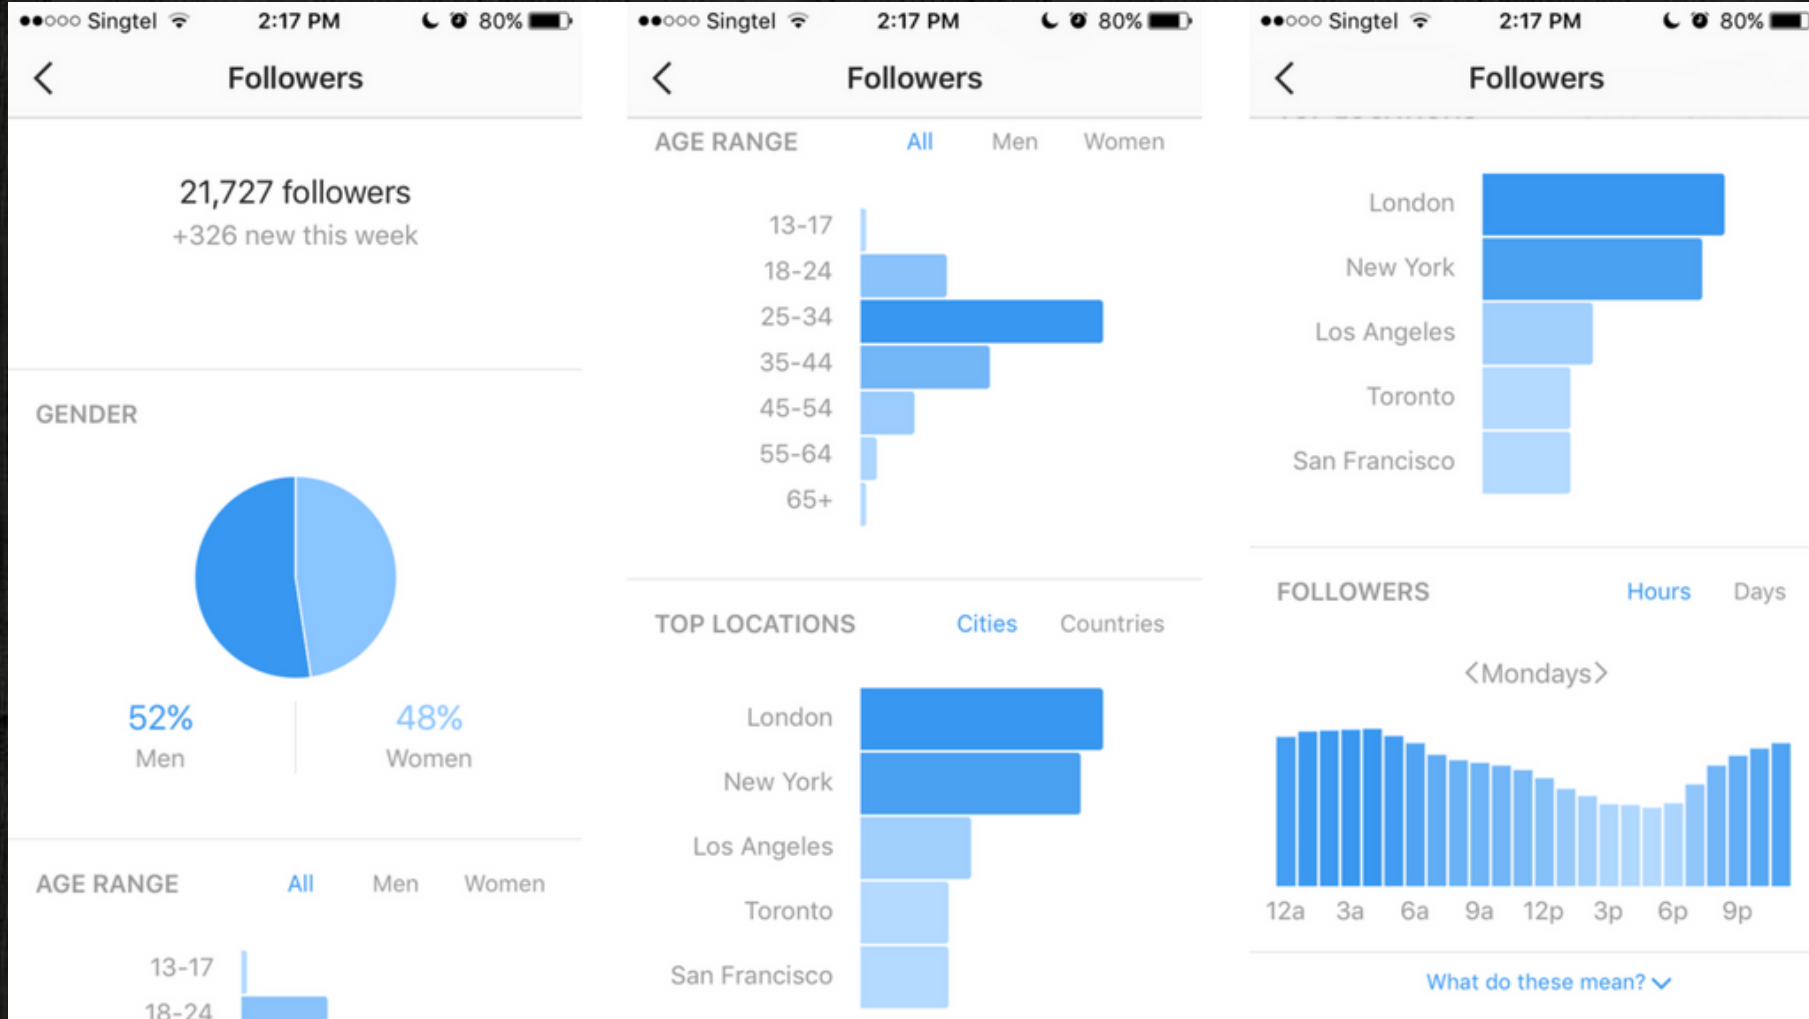 Singtel 2:17 PM 80%
Followers
21,727 followers
+326 new this week
GENDER
52% 48%
Men Women
AGE RANGE All Men Women
13-17
18-24
Singtel 2:17 PM 80%
Followers
AGE RANGE All Men Women
13-17
18-24
25-34
35-44
45-54
55-64
65+
TOP LOCATIONS Cities Countries
London
New York
Los Angeles
Toronto
San Francisco
Singtel 2:17 PM 80%
Followers
London
New York
Los Angeles
Toronto
San Francisco
FOLLOWERS Hours Days
<Mondays>
12a 3a 6a 9a 12p 3p 6p 9p
What do these mean?